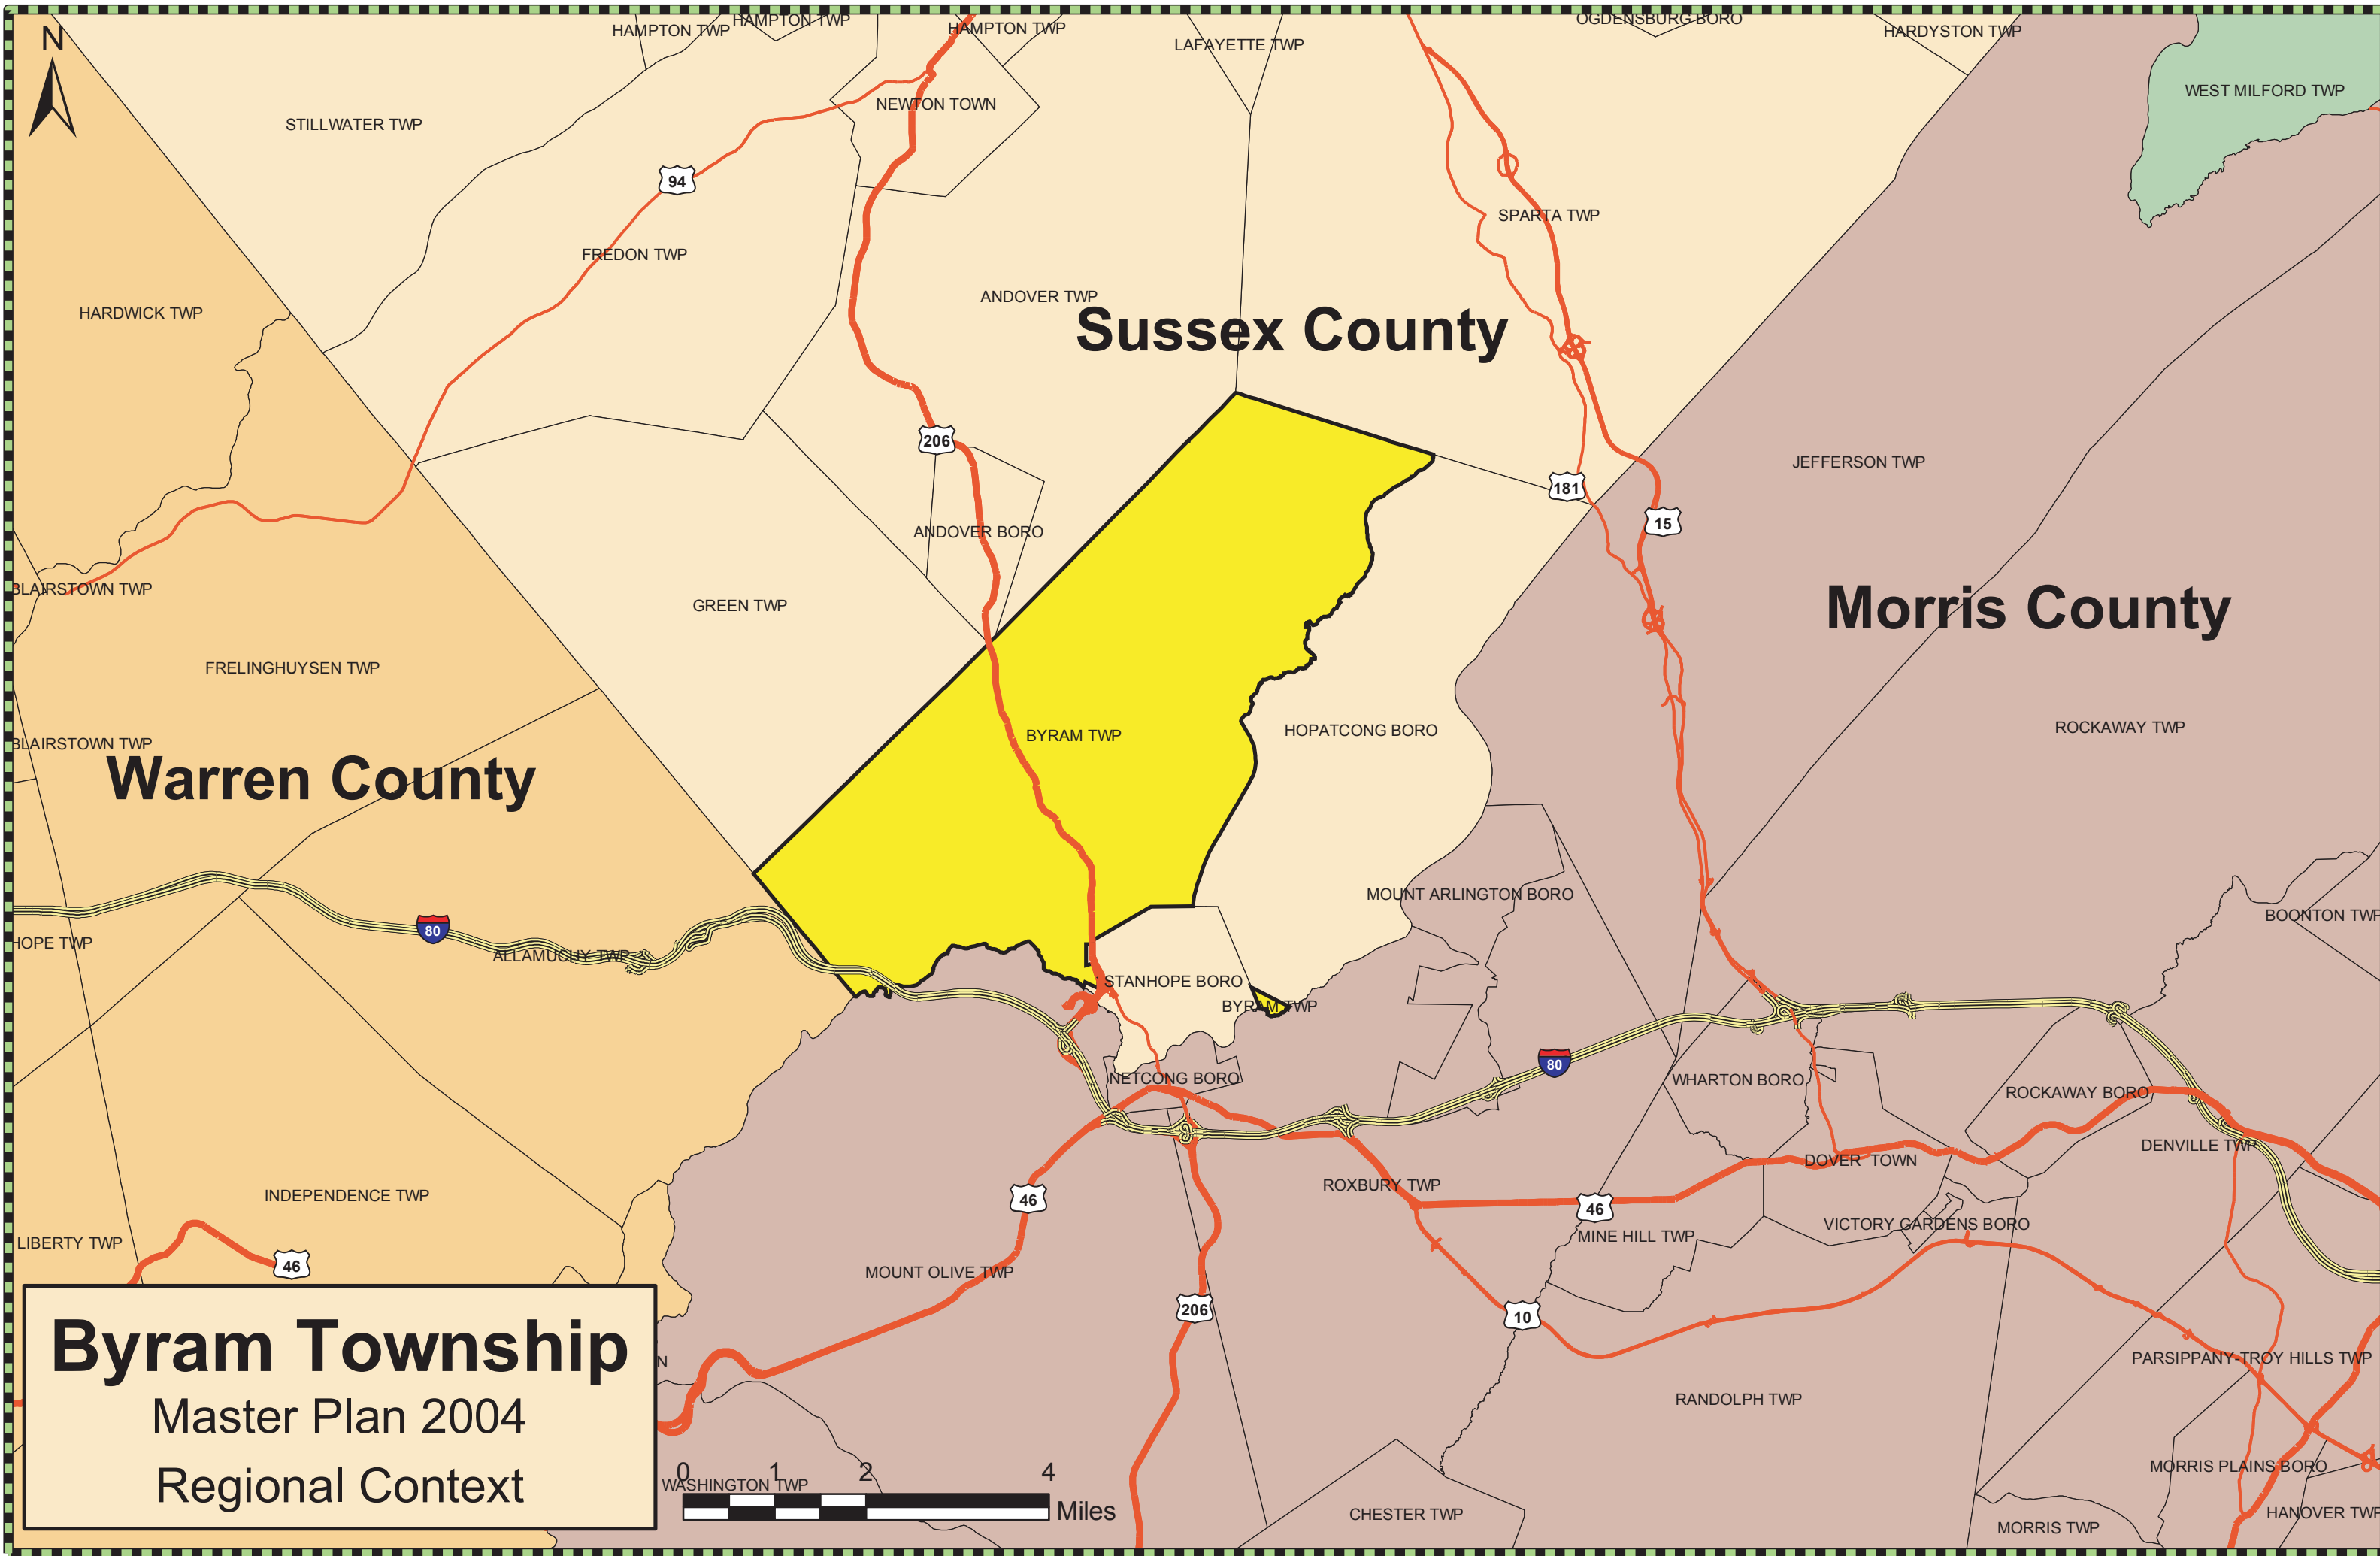 HAMPTON TWP
HAMPTON TWP
HAMPTON TWP
LAFAYETTE TWP
OGDENSBURG BORO
HARDYSTON TWP
N
WEST MILFORD TWP
NEWTON TOWN
STILLWATER TWP
94
SPARTA TWP
FREDON TWP
ANDOVER TWP
HARDWICK TWP
Sussex County
206
JEFFERSON TWP
181
15
ANDOVER BORO
BLAIRSTOWN TWP
GREEN TWP
Morris County
FRELINGHUYSEN TWP
ROCKAWAY TWP
HOPATCONG BORO
BYRAM TWP
BLAIRSTOWN TWP
Warren County
MOUNT ARLINGTON BORO
BOONTON TWP
80
HOPE TWP
ALLAMUCHY TWP
STANHOPE BORO
BYRAM TWP
80
NETCONG BORO
WHARTON BORO
ROCKAWAY BORO
DENVILLE TWP
DOVER TOWN
ROXBURY TWP
INDEPENDENCE TWP
46
46
VICTORY GARDENS BORO
MINE HILL TWP
LIBERTY TWP
46
MOUNT OLIVE TWP
206
10
Byram Township
Master Plan 2004
Regional Context
N
PARSIPPANY-TROY HILLS TWP
RANDOLPH TWP
MORRIS PLAINS BORO
0 1 2 4
WASHINGTON TWP
Miles
CHESTER TWP
HANOVER TWP
MORRIS TWP